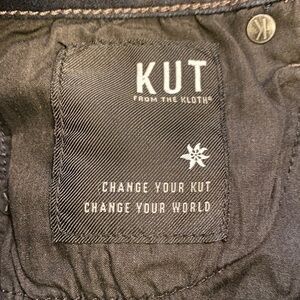 KUT
FROM THE KLOTH®
CHANGE YOUR KUT
CHANGE YOUR WORLD
K